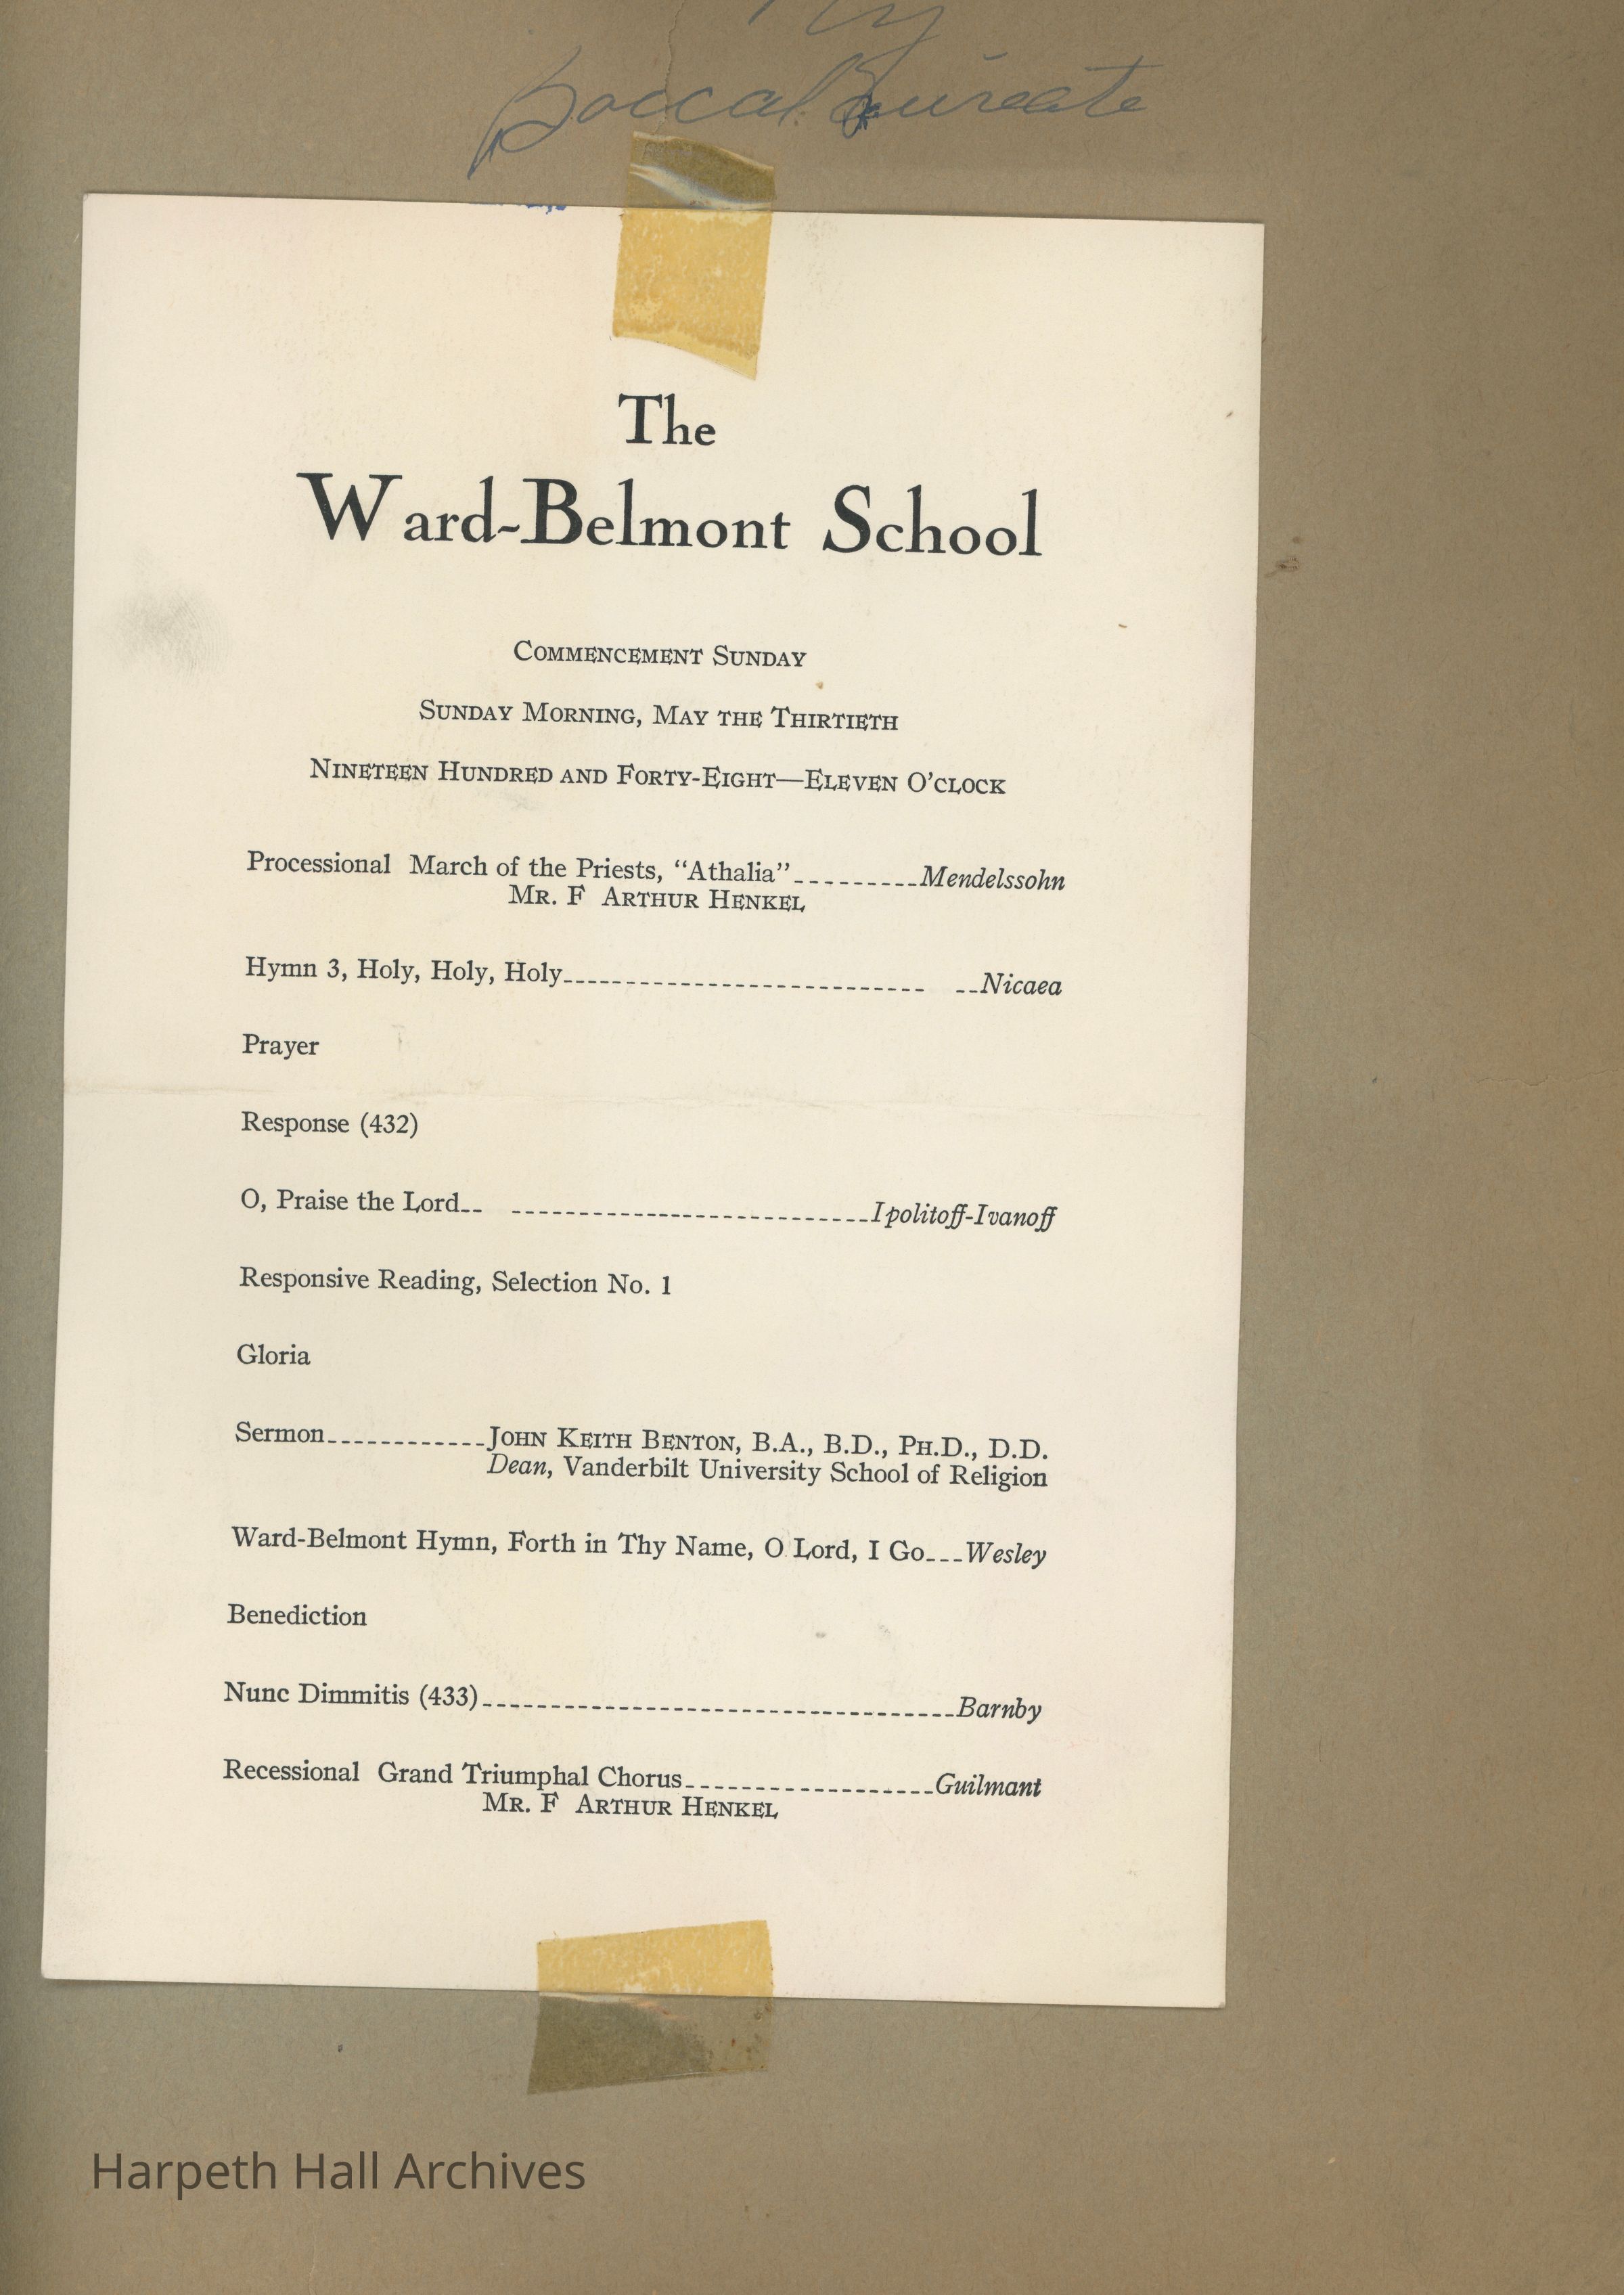 My
Baccalaureate
The
Ward-Belmont School
Commencement Sunday
Sunday Morning, May the Thirtieth
Nineteen Hundred and Forty-Eight—Eleven O'clock
Processional March of the Priests, “Athalia”---------Mendelssohn
Mr. F Arthur Henkel
Hymn 3, Holy, Holy, Holy----------------------------- --Nicaea
Prayer
Response (432)
O, Praise the Lord-- -----------------------------Ipolitoff-Ivanoff
Responsive Reading, Selection No. 1
Gloria
Sermon------------John Keith Benton, B.A., B.D., Ph.D., D.D.
Dean, Vanderbilt University School of Religion
Ward-Belmont Hymn, Forth in Thy Name, O Lord, I Go---Wesley
Benediction
Nunc Dimmitis (433)--------------------------------------Barnby
Recessional Grand Triumphal Chorus-------------------Guilmant
Mr. F Arthur Henkel
Harpeth Hall Archives